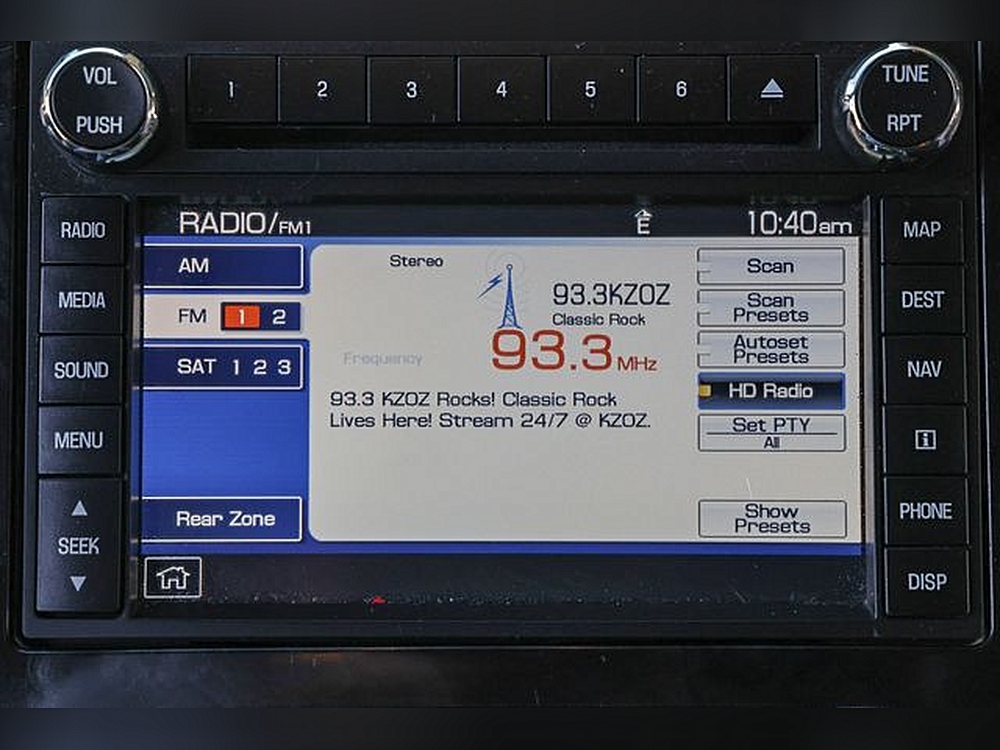 VOL
PUSH
1 2 3 4 5 6
TUNE
RPT
RADIO
MEDIA
SOUND
MENU
SEEK
RADIO/FM1
E
10:40am
AM
FM 1 2
SAT 1 2 3
Rear Zone
Stereo
93.3KZOZ
Classic Rock
Frequency
93.3 MHz
93.3 KZOZ Rocks! Classic Rock
Lives Here! Stream 24/7 @ KZOZ.
Scan
Scan
Presets
Autoset
Presets
HD Radio
Set PTY
All
Show
Presets
MAP
DEST
NAV
i
PHONE
DISP